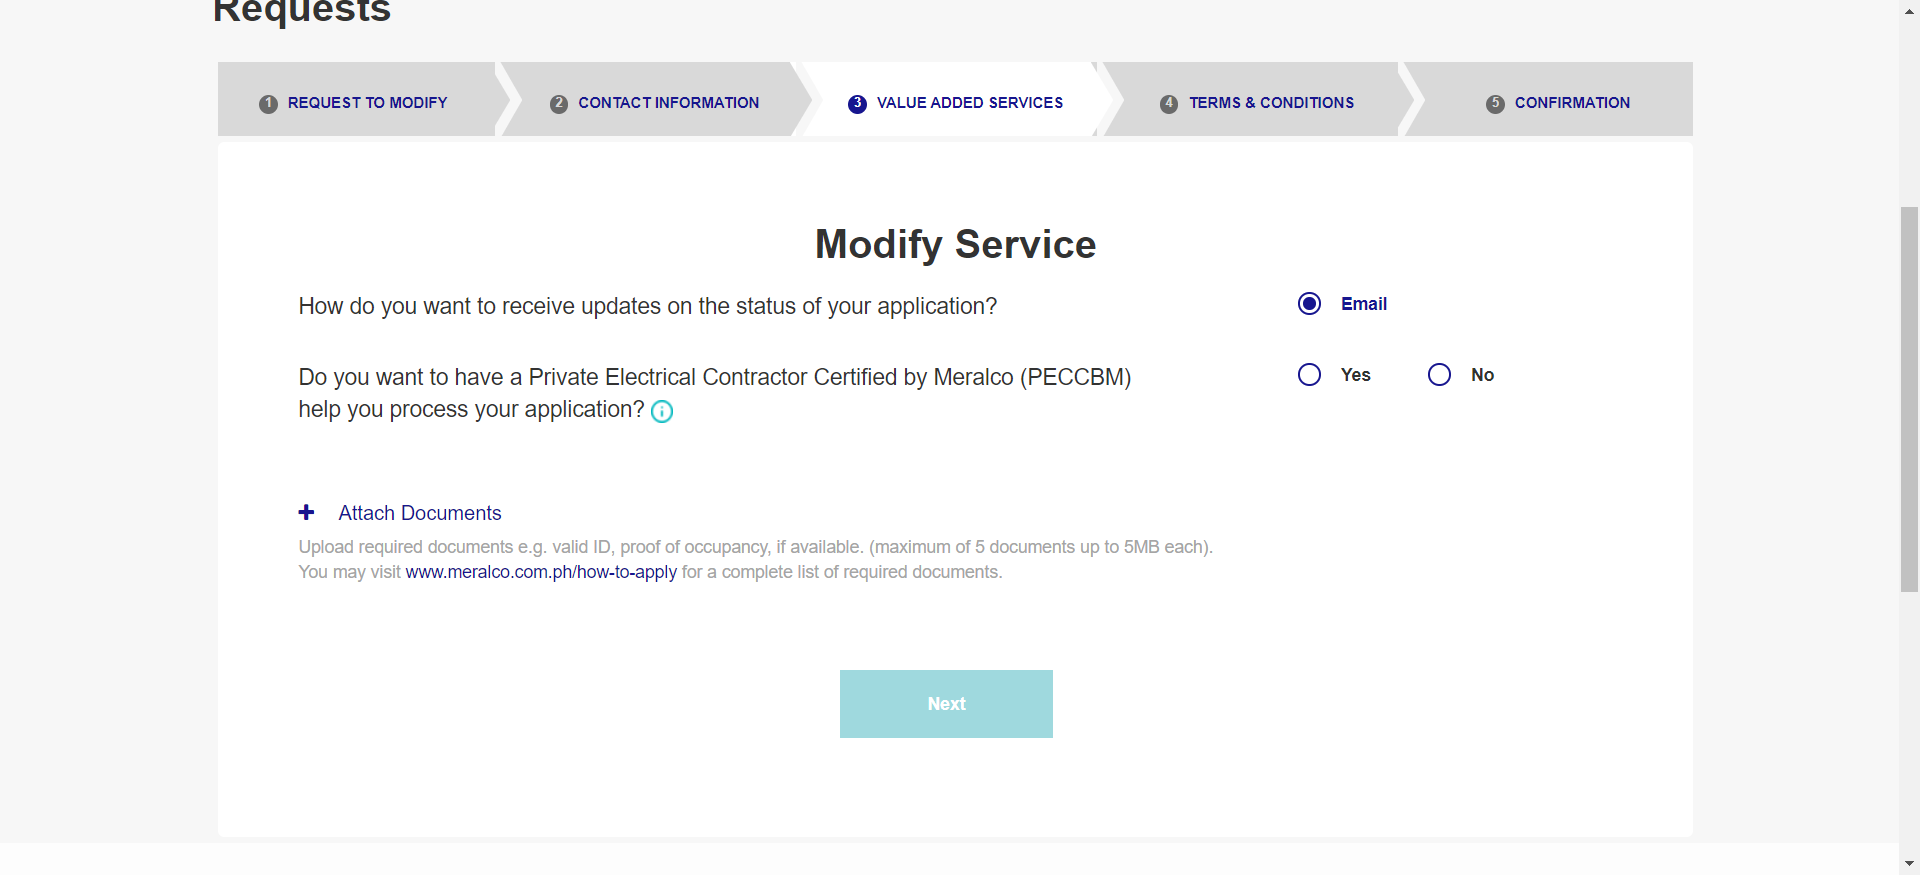 Requests
1 REQUEST TO MODIFY
2 CONTACT INFORMATION
3 VALUE ADDED SERVICES
4 TERMS & CONDITIONS
5 CONFIRMATION
Modify Service
How do you want to receive updates on the status of your application?
Email
Do you want to have a Private Electrical Contractor Certified by Meralco (PECCBM)
help you process your application?
Yes
No
Attach Documents
Upload required documents e.g. valid ID, proof of occupancy, if available. (maximum of 5 documents up to 5MB each).
You may visit www.meralco.com.ph/how-to-apply for a complete list of required documents.
Next